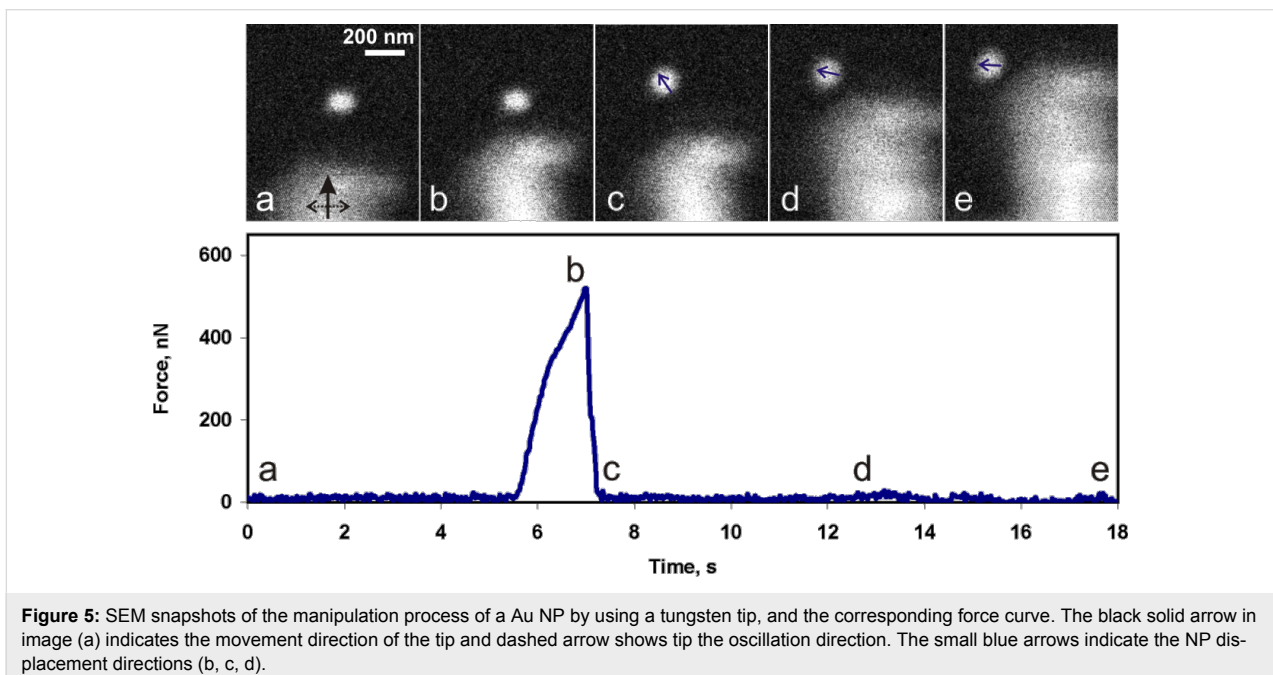 200 nm
a b c d e
600
400
200
0
Force, nN
a b c d e
0 2 4 6 8 10 12 14 16 18
Time, s
Figure 5: SEM snapshots of the manipulation process of a Au NP by using a tungsten tip, and the corresponding force curve. The black solid arrow in
image (a) indicates the movement direction of the tip and dashed arrow shows tip the oscillation direction. The small blue arrows indicate the NP dis-
placement directions (b, c, d).